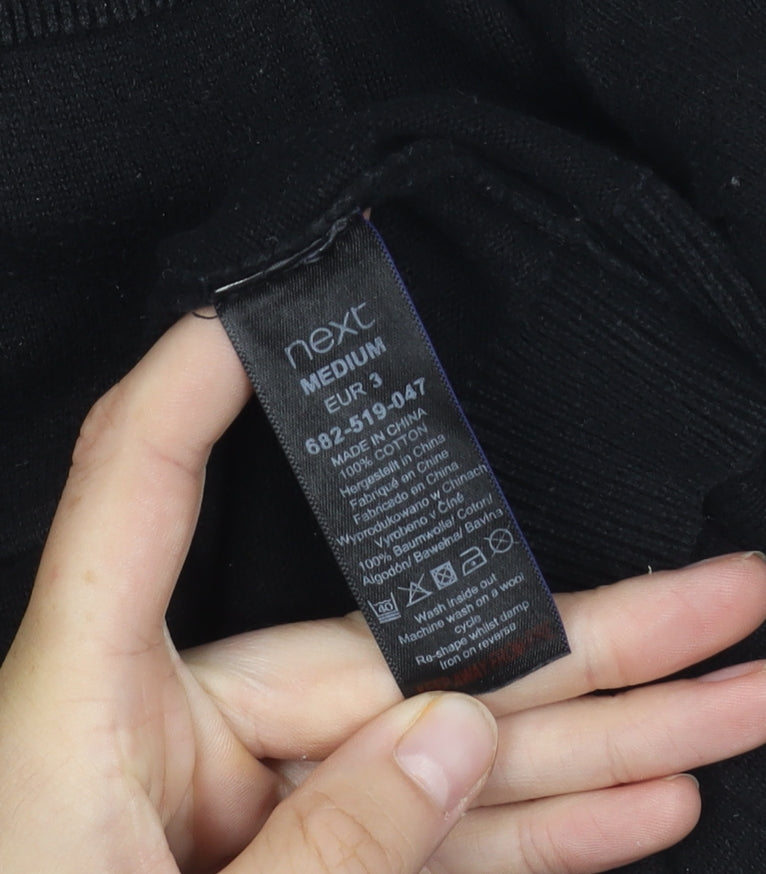 next
MEDIUM
EUR 3
682-519-047
MADE IN CHINA
100% COTTON
Hergestellt in China
Fabriqué en Chine
Fabricado en China
Wyprodukowano w Chinach
Vyrobeno v Číně
100% Baumwolle/ Coton/
Algodón/ Bawełna/ Bavlna
40
Wash inside out
Machine wash on a wool
cycle
Re-shape whilst damp
Iron on reverse